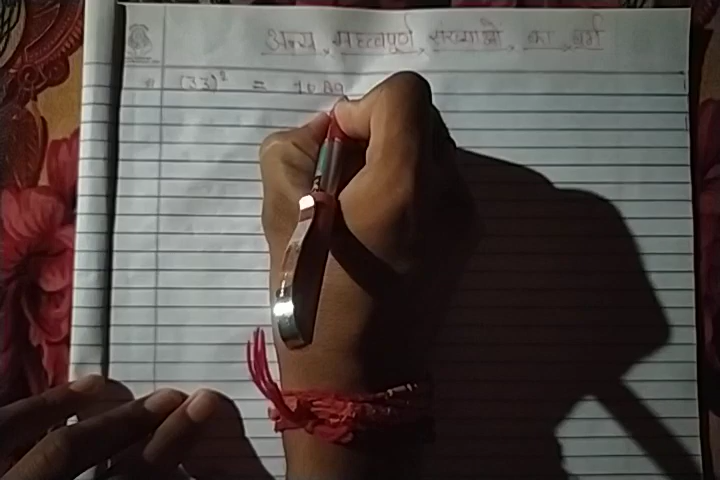 अन्य महत्वपूर्ण संख्याओ का वर्ग
* (33)² = 1089